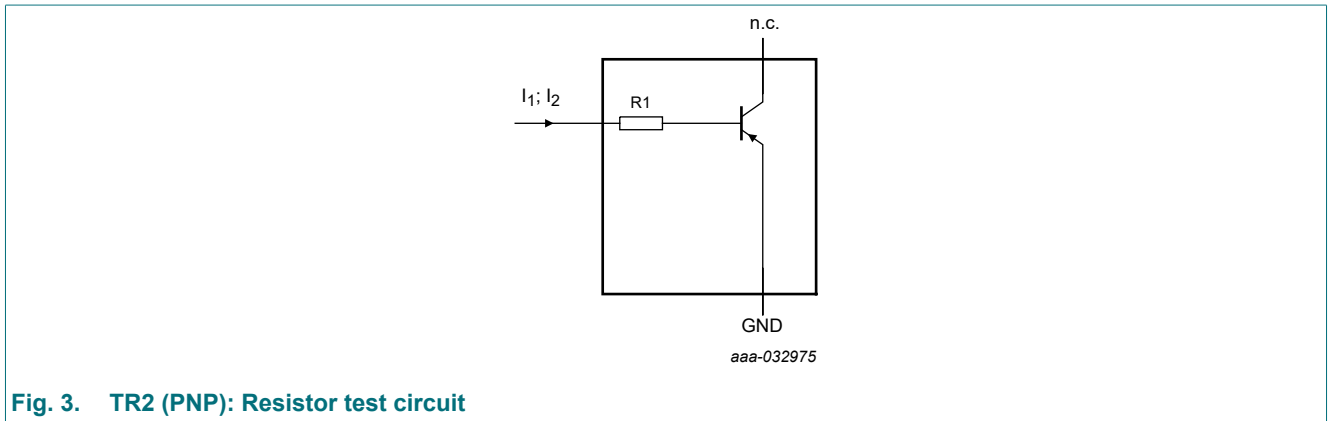 n.c.
I1; I2
R1
GND
aaa-032975
Fig. 3. TR2 (PNP): Resistor test circuit